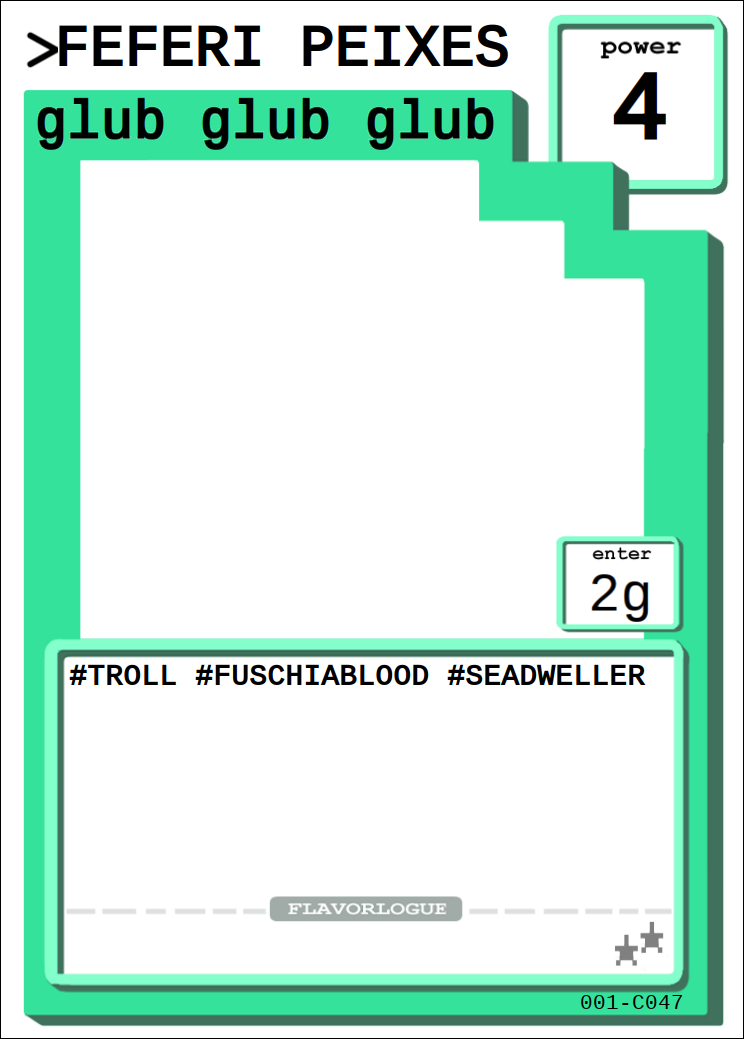 >FEFERI PEIXES
power
4
glub glub glub
enter
2g
#TROLL #FUSCHIABLOOD #SEADWELLER
FLAVORLOGUE
001-C047